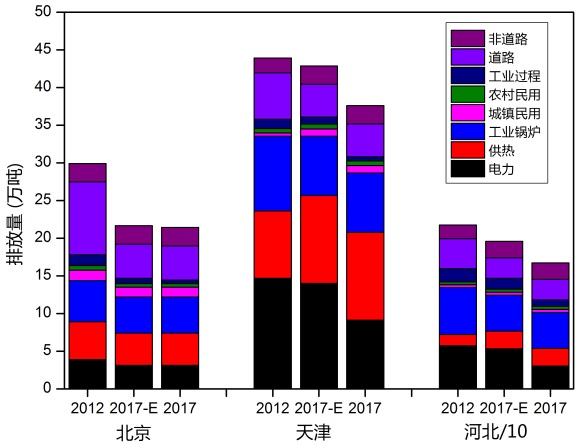 排放量 (万吨)
50
45
40
35
30
25
20
15
10
5
0
非道路
道路
工业过程
农村民用
城镇民用
工业锅炉
供热
电力
2012 2017-E 2017 2012 2017-E 2017 2012 2017-E 2017
北京 天津 河北/10